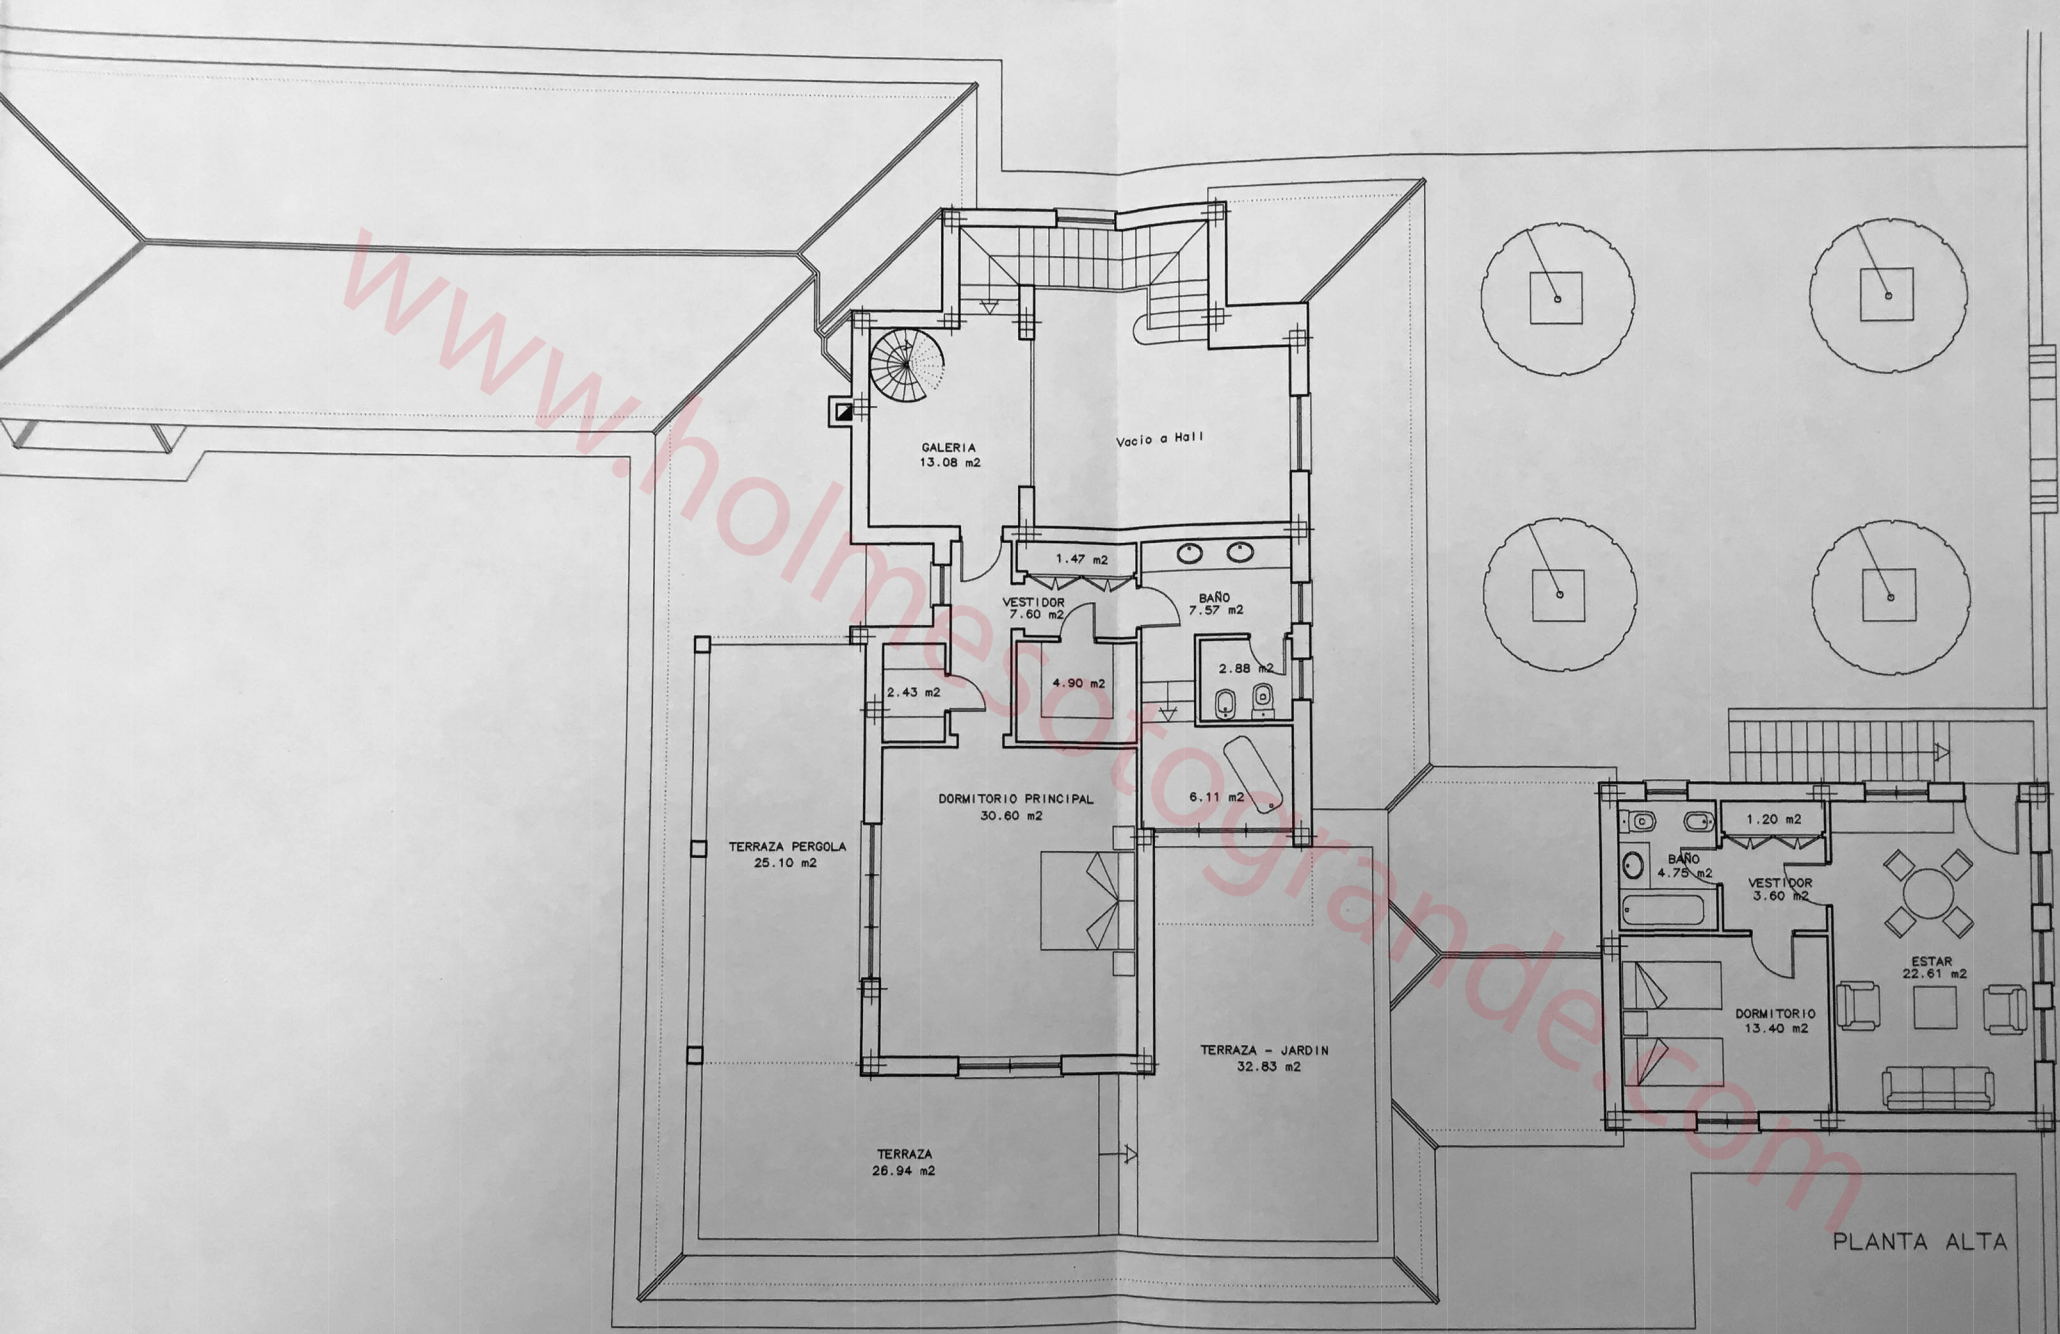 GALERIA
13.08 m2
Vacio a Hall
1.47 m2
VESTIDOR
7.60 m2
BAÑO
7.57 m2
2.88 m2
2.43 m2
4.90 m2
6.11 m2
DORMITORIO PRINCIPAL
30.60 m2
TERRAZA PERGOLA
25.10 m2
TERRAZA - JARDIN
32.83 m2
TERRAZA
26.94 m2
1.20 m2
BAÑO
4.75 m2
VESTIDOR
3.60 m2
ESTAR
22.61 m2
DORMITORIO
13.40 m2
PLANTA ALTA
www.holmesotogrande.com